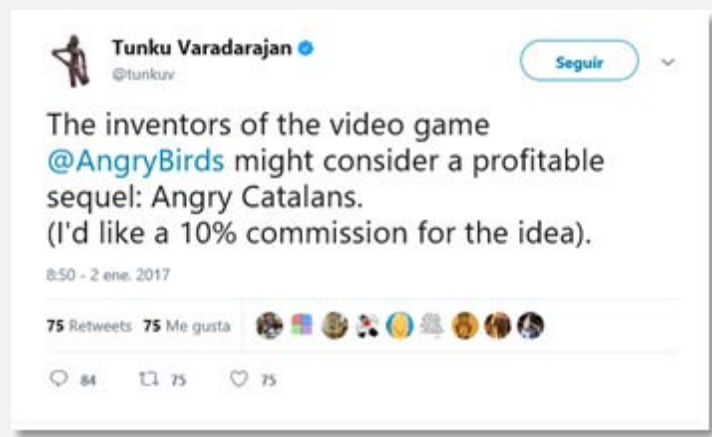 Tunku Varadarajan
@tunkuv
Seguir
The inventors of the video game
@AngryBirds might consider a profitable
sequel: Angry Catalans.
(I'd like a 10% commission for the idea).
8:50 - 2 ene. 2017
75 Retweets 75 Me gusta
84 75 75